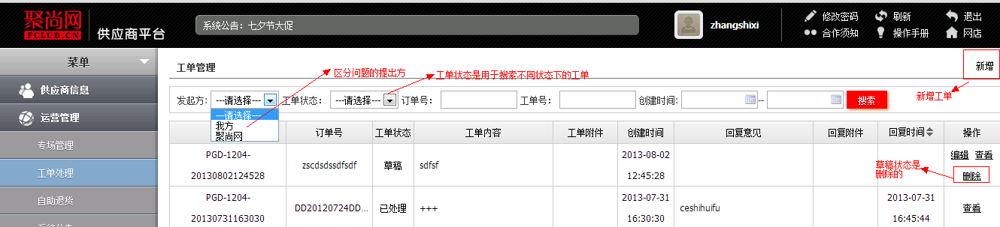 聚尚网
FCLUB.CN
供应商平台
系统公告：七夕节大促
zhangshixi
修改密码
刷新
退出
合作须知
操作手册
网店
菜单
供应商信息
运营管理
专场管理
工单处理
自助退货
系统公告
工单管理
区分问题的提出方
工单状态是用于搜索不同状态下的工单
新增
新增工单
发起方: ---请选择--- 工单状态: ---请选择--- 订单号: 工单号: 创建时间: -- 搜索
---请选择---
我方
聚尚网
订单号 工单状态 工单内容 工单附件 创建时间 回复意见 回复附件 回复时间 操作
PGD-1204-
20130802124528
zscdsdssdfsdf
草稿
sdfsf
2013-08-02
12:45:28
草稿状态是
删除的
编辑 查看
删除
PGD-1204-
20130731163030
DD20120724DD...
已处理
+++
2013-07-31
16:30:30
ceshihuifu
2013-07-31
16:45:44
查看